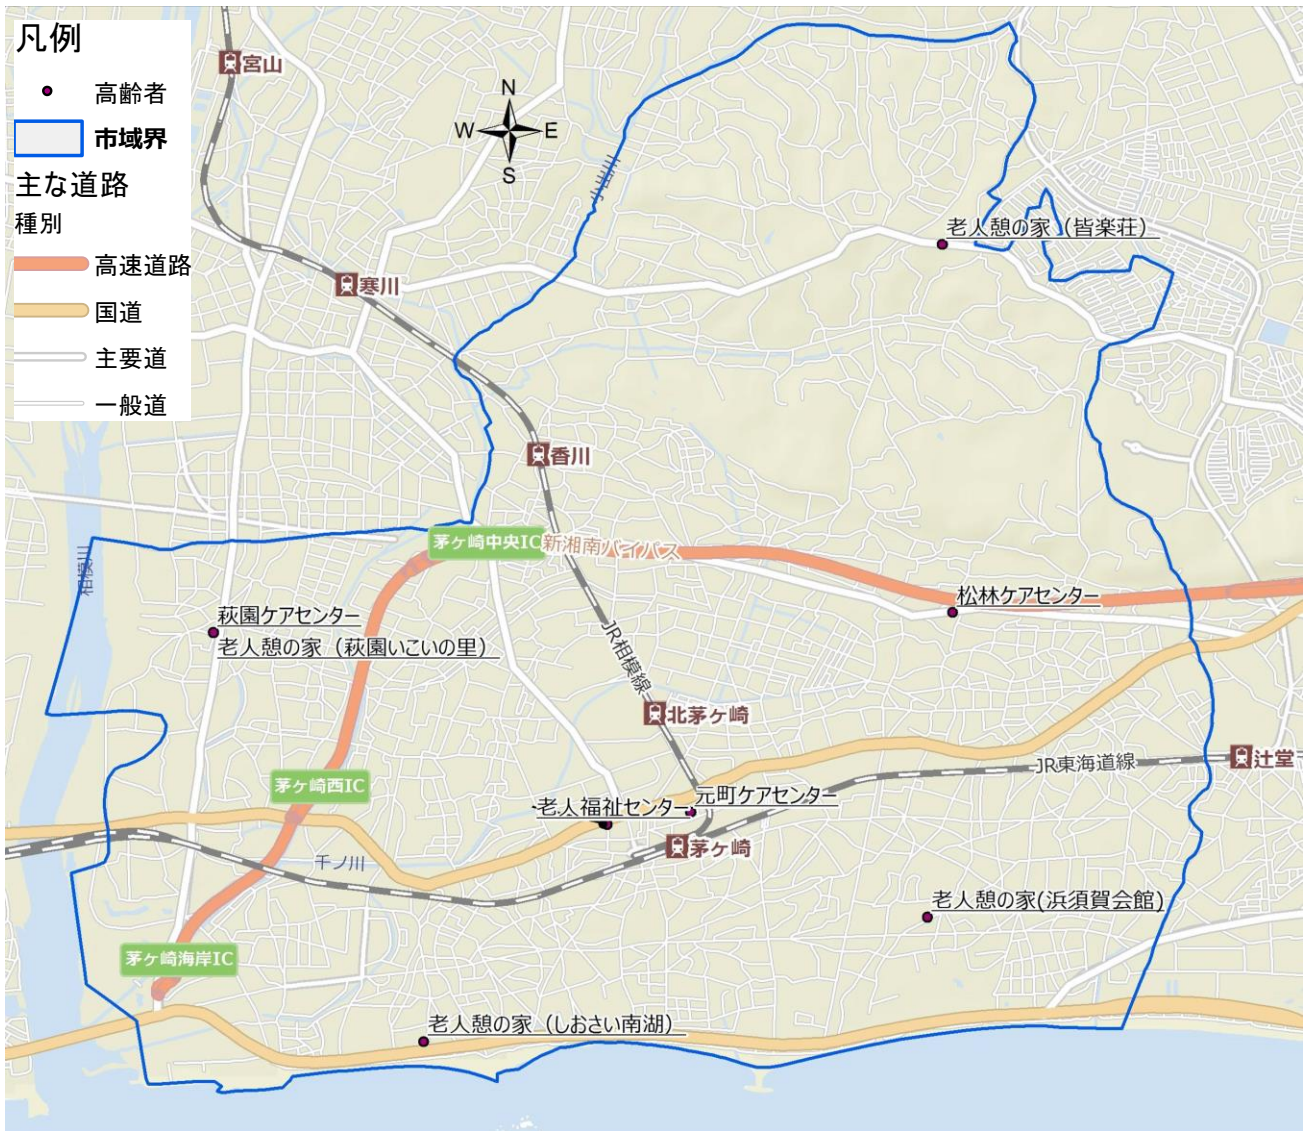 凡例
高齢者
市域界
主な道路
種別
高速道路
国道
主要道
一般道
宮山
N
W
E
S
小出川
老人憩の家（皆楽荘）
寒川
香川
茅ヶ崎中央IC
新湘南バイパス
相模川
萩園ケアセンター
老人憩の家（萩園いこいの里）
松林ケアセンター
JR相模線
北茅ヶ崎
辻堂
JR東海道線
茅ヶ崎西IC
元町ケアセンター
老人福祉センター
茅ヶ崎
千ノ川
老人憩の家(浜須賀会館)
茅ヶ崎海岸IC
老人憩の家（しおさい南湖）